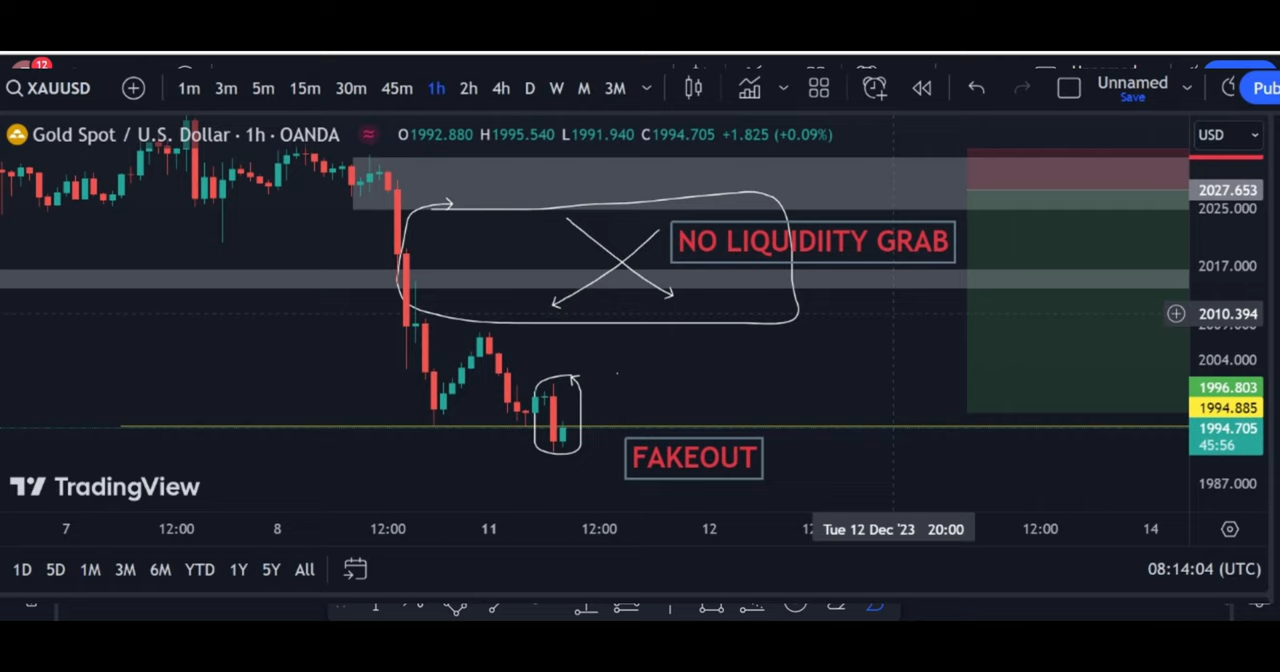 12
XAUUSD 1m 3m 5m 15m 30m 45m 1h 2h 4h D W M 3M Unnamed Save Pub
Gold Spot / U.S. Dollar · 1h · OANDA O1992.880 H1995.540 L1991.940 C1994.705 +1.825 (+0.09%) USD
2027.653
2025.000
NO LIQUIDIITY GRAB
2017.000
2010.394
2004.000
1996.803
1994.885
1994.705
45:56
FAKEOUT
TradingView
1987.000
7 12:00 8 12:00 11 12:00 12 Tue 12 Dec '23 20:00 12:00 14
1D 5D 1M 3M 6M YTD 1Y 5Y All 08:14:04 (UTC)